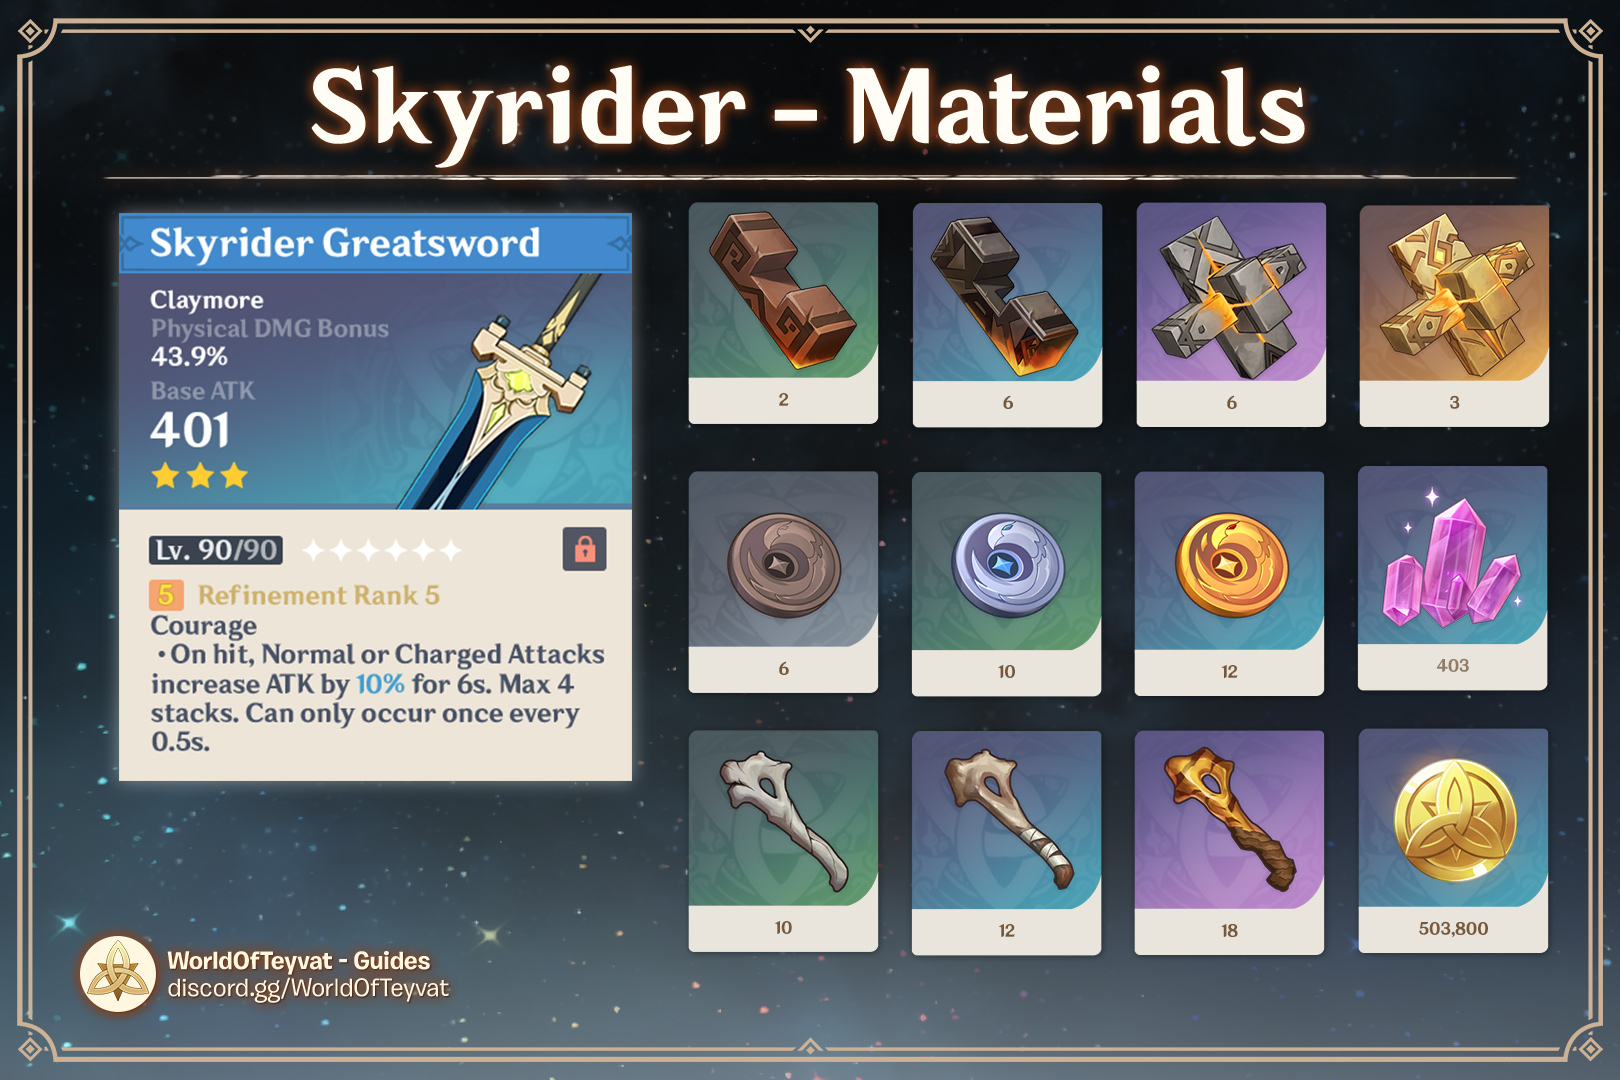 Skyrider – Materials
Skyrider Greatsword
Claymore
Physical DMG Bonus
43.9%
Base ATK
401
Lv. 90/90
5 Refinement Rank 5
Courage
• On hit, Normal or Charged Attacks
increase ATK by 10% for 6s. Max 4
stacks. Can only occur once every
0.5s.
2
6
6
3
6
10
12
403
10
12
18
503,800
WorldOfTeyvat - Guides
discord.gg/WorldOfTeyvat